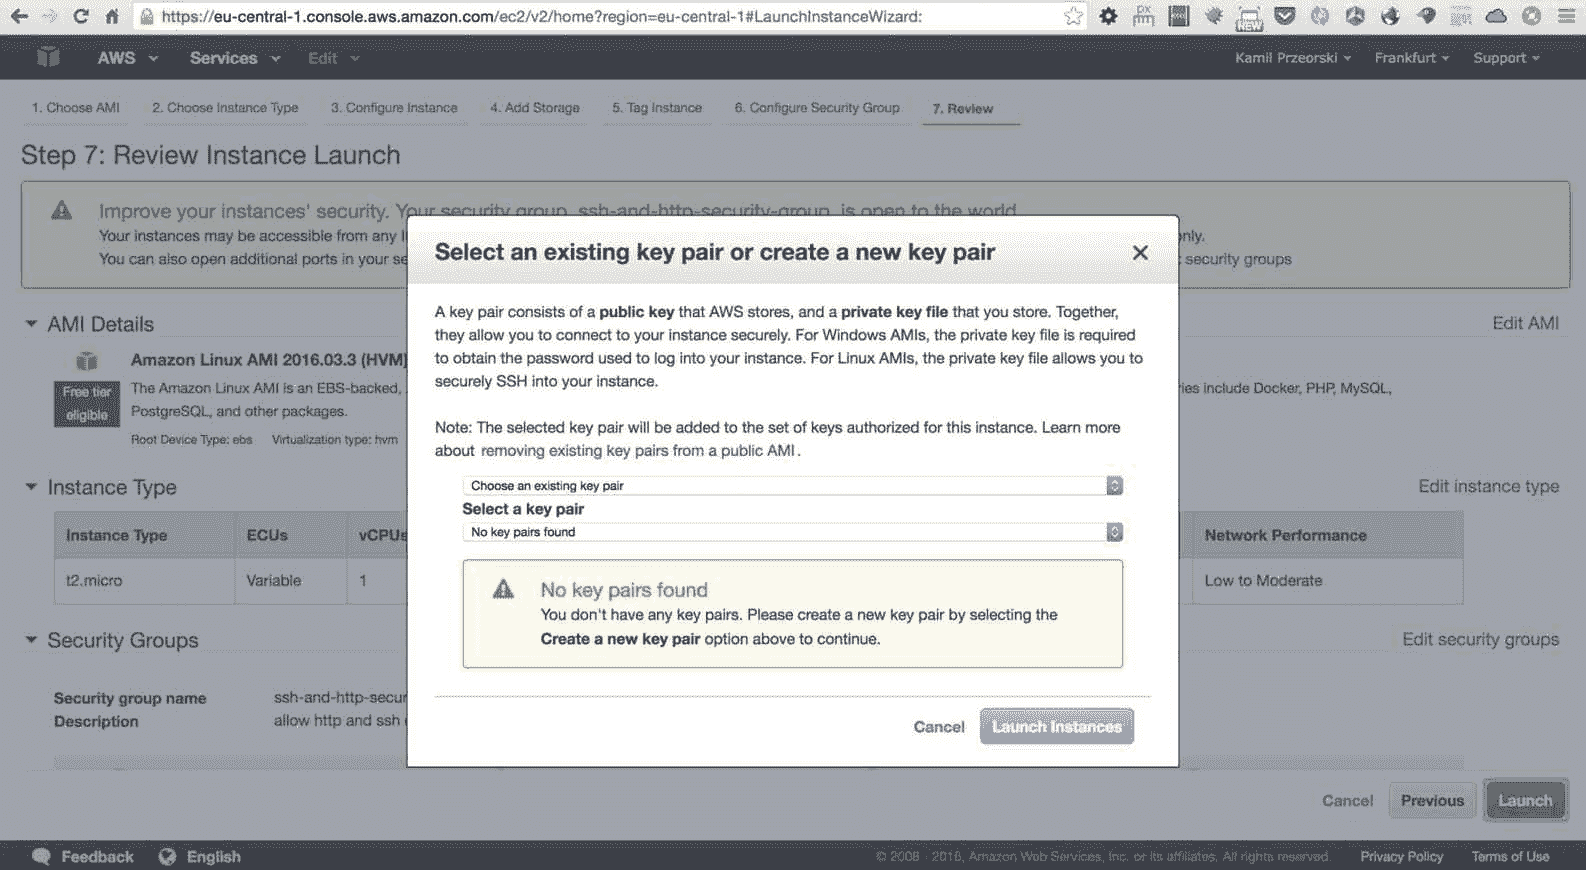 https://eu-central-1.console.aws.amazon.com/ec2/v2/home?region=eu-central-1#LaunchInstanceWizard:
AWS Services Edit Kamil Przeorski Frankfurt Support
1. Choose AMI 2. Choose Instance Type 3. Configure Instance 4. Add Storage 5. Tag Instance 6. Configure Security Group 7. Review
Step 7: Review Instance Launch
Improve your instances' security. Your security group, ssh-and-http-security-group, is open to the world.
Your instances may be accessible from any only.
You can also open additional ports in your se security groups
Select an existing key pair or create a new key pair
A key pair consists of a public key that AWS stores, and a private key file that you store. Together,
they allow you to connect to your instance securely. For Windows AMIs, the private key file is required
to obtain the password used to log into your instance. For Linux AMIs, the private key file allows you to
securely SSH into your instance.
Note: The selected key pair will be added to the set of keys authorized for this instance. Learn more
about removing existing key pairs from a public AMI.
Choose an existing key pair
Select a key pair
No key pairs found
No key pairs found
You don't have any key pairs. Please create a new key pair by selecting the
Create a new key pair option above to continue.
Cancel Launch Instances
AMI Details Edit AMI
Amazon Linux AMI 2016.03.3 (HVM)
Free tier
eligible
The Amazon Linux AMI is an EBS-backed, ries include Docker, PHP, MySQL,
PostgreSQL, and other packages.
Root Device Type: ebs Virtualization type: hvm
Instance Type Edit instance type
Instance Type ECUs vCPUs Network Performance
t2.micro Variable 1 Low to Moderate
Security Groups Edit security groups
Security group name ssh-and-http-secur
Description allow http and ssh
Cancel Previous Launch
Feedback English © 2008 - 2016, Amazon Web Services, Inc. or its affiliates. All rights reserved. Privacy Policy Terms of Use